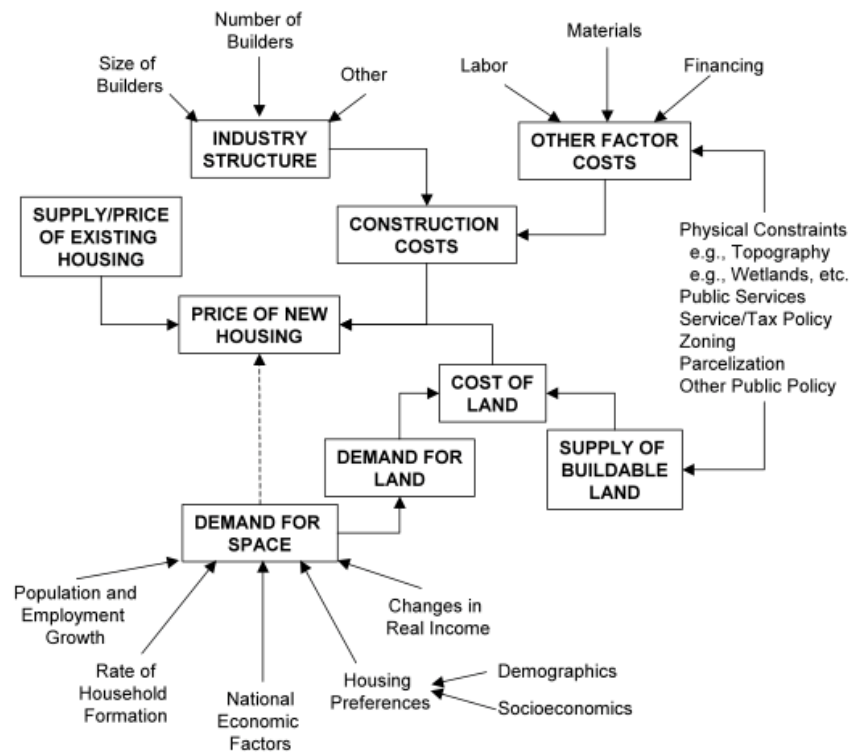 Number of
Builders
Size of
Builders
Other
Materials
Labor
Financing
INDUSTRY
STRUCTURE
OTHER FACTOR
COSTS
SUPPLY/PRICE
OF EXISTING
HOUSING
CONSTRUCTION
COSTS
Physical Constraints
e.g., Topography
e.g., Wetlands, etc.
Public Services
Service/Tax Policy
Zoning
Parcelization
Other Public Policy
PRICE OF NEW
HOUSING
COST OF
LAND
DEMAND FOR
LAND
SUPPLY OF
BUILDABLE
LAND
DEMAND FOR
SPACE
Population and
Employment
Growth
Changes in
Real Income
Rate of
Household
Formation
National
Economic
Factors
Housing
Preferences
Demographics
Socioeconomics